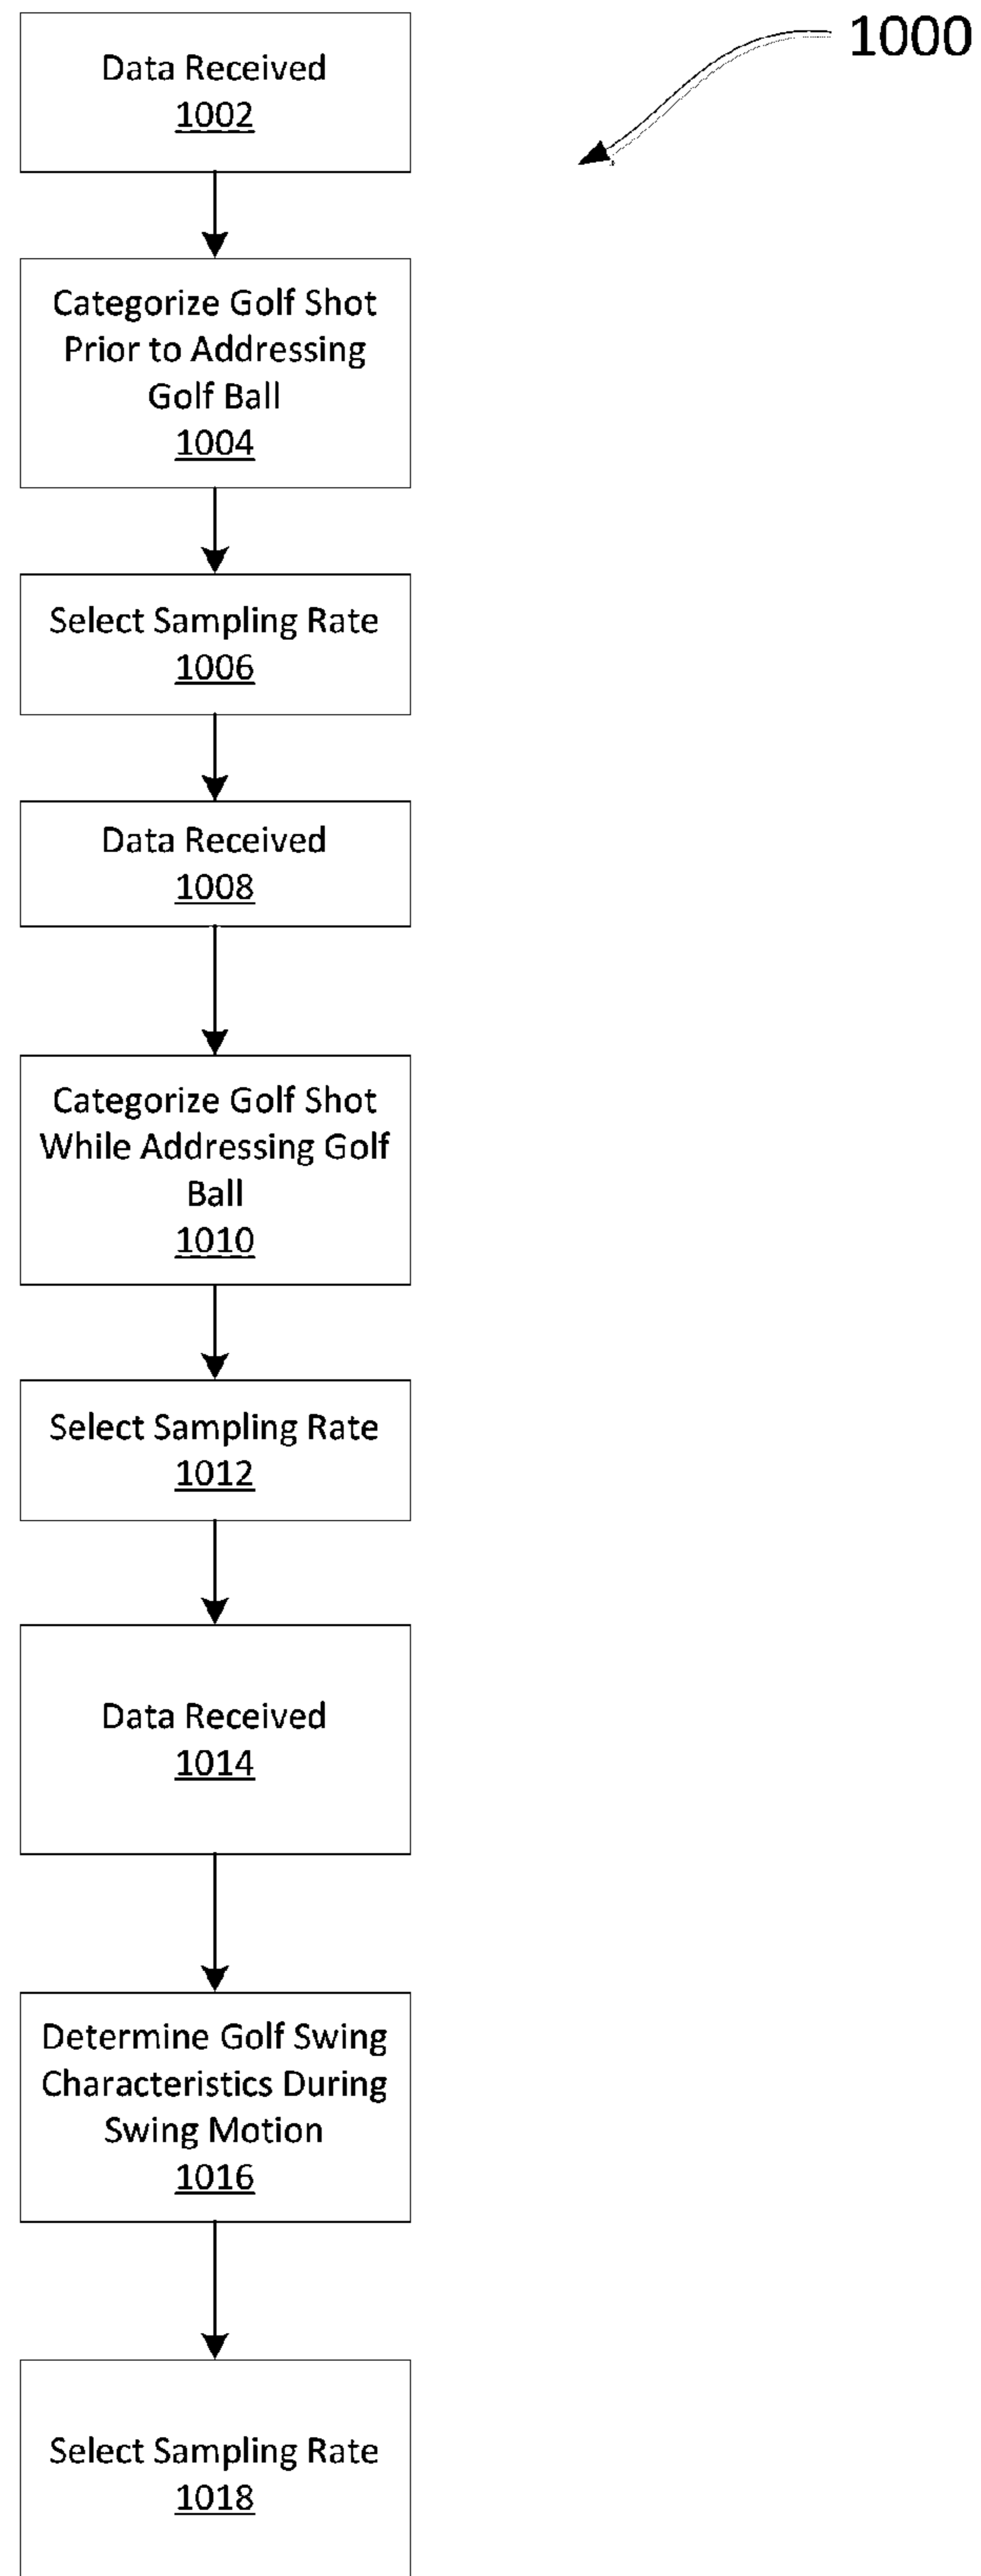 1000
Data Received
1002
Categorize Golf Shot
Prior to Addressing
Golf Ball
1004
Select Sampling Rate
1006
Data Received
1008
Categorize Golf Shot
While Addressing Golf
Ball
1010
Select Sampling Rate
1012
Data Received
1014
Determine Golf Swing
Characteristics During
Swing Motion
1016
Select Sampling Rate
1018